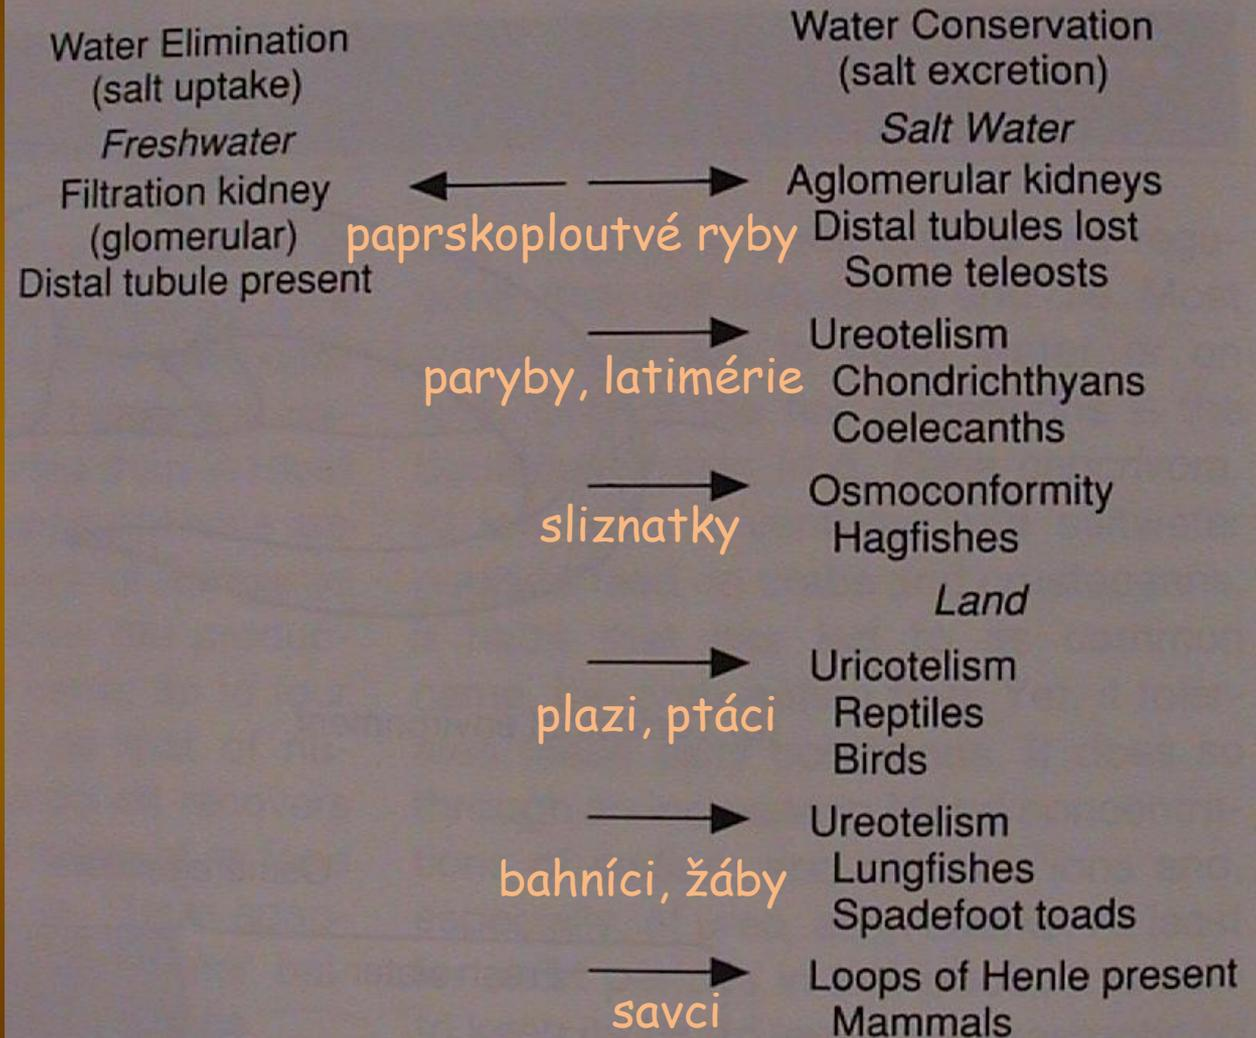 Water Elimination
(salt uptake)
Freshwater
Filtration kidney
(glomerular)
Distal tubule present
Water Conservation
(salt excretion)
Salt Water
Aglomerular kidneys
Distal tubules lost
Some teleosts
paprskoploutvé ryby
Ureotelism
Chondrichthyans
Coelecanths
paryby, latimérie
Osmoconformity
Hagfishes
sliznatky
Land
Uricotelism
Reptiles
Birds
plazi, ptáci
Ureotelism
Lungfishes
Spadefoot toads
bahníci, žáby
Loops of Henle present
Mammals
savci